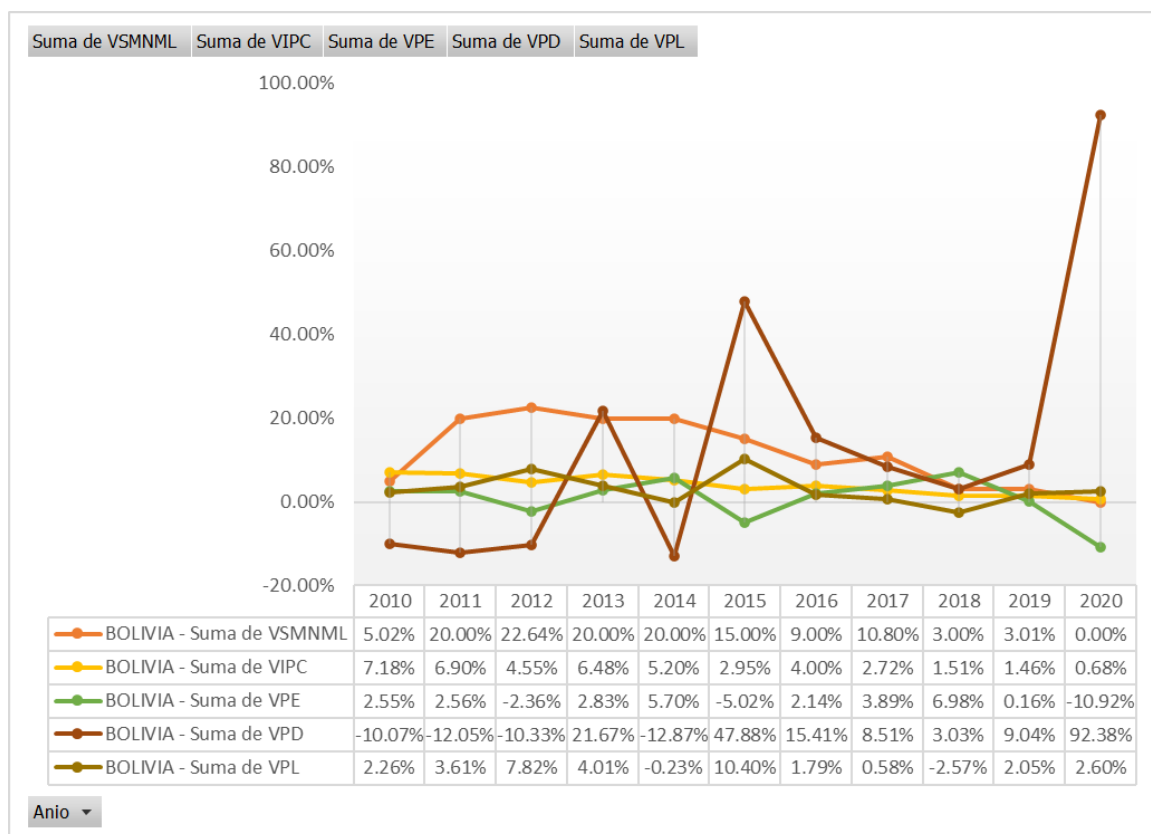 Suma de VSMNML Suma de VIPC Suma de VPE Suma de VPD Suma de VPL
100.00%
80.00%
60.00%
40.00%
20.00%
0.00%
-20.00%
2010 2011 2012 2013 2014 2015 2016 2017 2018 2019 2020
BOLIVIA - Suma de VSMNML 5.02% 20.00% 22.64% 20.00% 20.00% 15.00% 9.00% 10.80% 3.00% 3.01% 0.00%
BOLIVIA - Suma de VIPC 7.18% 6.90% 4.55% 6.48% 5.20% 2.95% 4.00% 2.72% 1.51% 1.46% 0.68%
BOLIVIA - Suma de VPE 2.55% 2.56% -2.36% 2.83% 5.70% -5.02% 2.14% 3.89% 6.98% 0.16% -10.92%
BOLIVIA - Suma de VPD -10.07% -12.05% -10.33% 21.67% -12.87% 47.88% 15.41% 8.51% 3.03% 9.04% 92.38%
BOLIVIA - Suma de VPL 2.26% 3.61% 7.82% 4.01% -0.23% 10.40% 1.79% 0.58% -2.57% 2.05% 2.60%
Anio